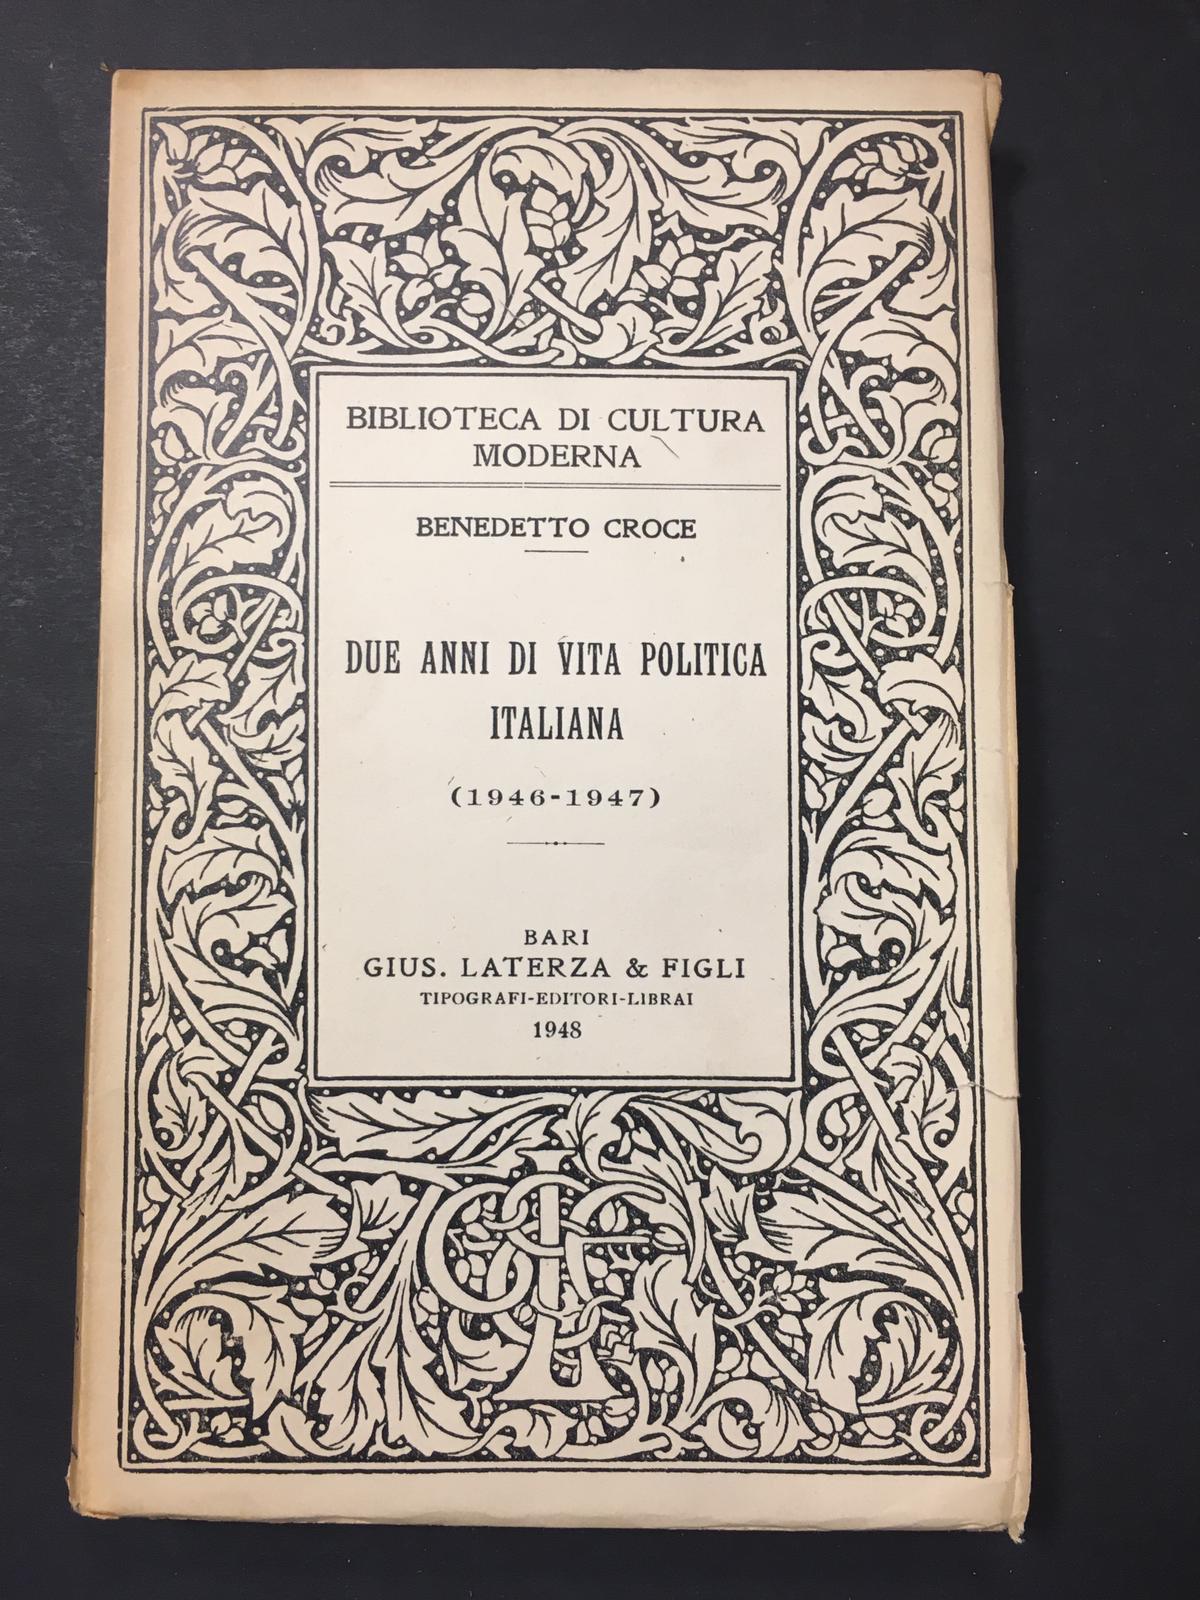 BIBLIOTECA DI CULTURA
MODERNA
BENEDETTO CROCE
DUE ANNI DI VITA POLITICA
ITALIANA
(1946-1947)
BARI
GIUS. LATERZA & FIGLI
TIPOGRAFI-EDITORI-LIBRAI
1948